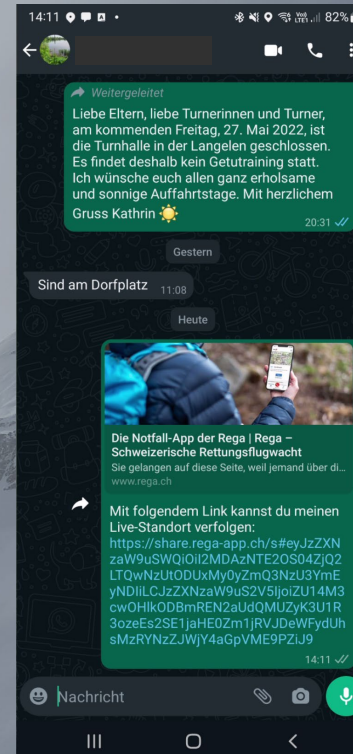 14:11
82%
Weitergeleitet
Liebe Eltern, liebe Turnerinnen und Turner,
am kommenden Freitag, 27. Mai 2022, ist
die Turnhalle in der Langelen geschlossen.
Es findet deshalb kein Getutraining statt.
Ich wünsche euch allen ganz erholsame
und sonnige Auffahrtstage. Mit herzlichem
Gruss Kathrin 🌞
20:31
Gestern
Sind am Dorfplatz 11:08
Heute
Die Notfall-App der Rega | Rega –
Schweizerische Rettungsflugwacht
Sie gelangen auf diese Seite, weil jemand über di...
www.rega.ch
Mit folgendem Link kannst du meinen
Live-Standort verfolgen:
https://share.rega-app.ch/s#eyJzZXN
zaW9uSWQiOiI2MDAzNTE2OS04ZjQ2
LTQwNzUtODUxMy0yZmQ3NzU3YmE
yNDIiLCJzZXNzaW9uS2V5IjoiZU14M3
cwOHlkODBmREN2aUdQMUZyK3U1R
3ozeEs2SE1jaHE0Zm1jRVJDeWFydUh
sMzRYNzZJWjY4aGpVME9PZiJ9
14:11
Nachricht